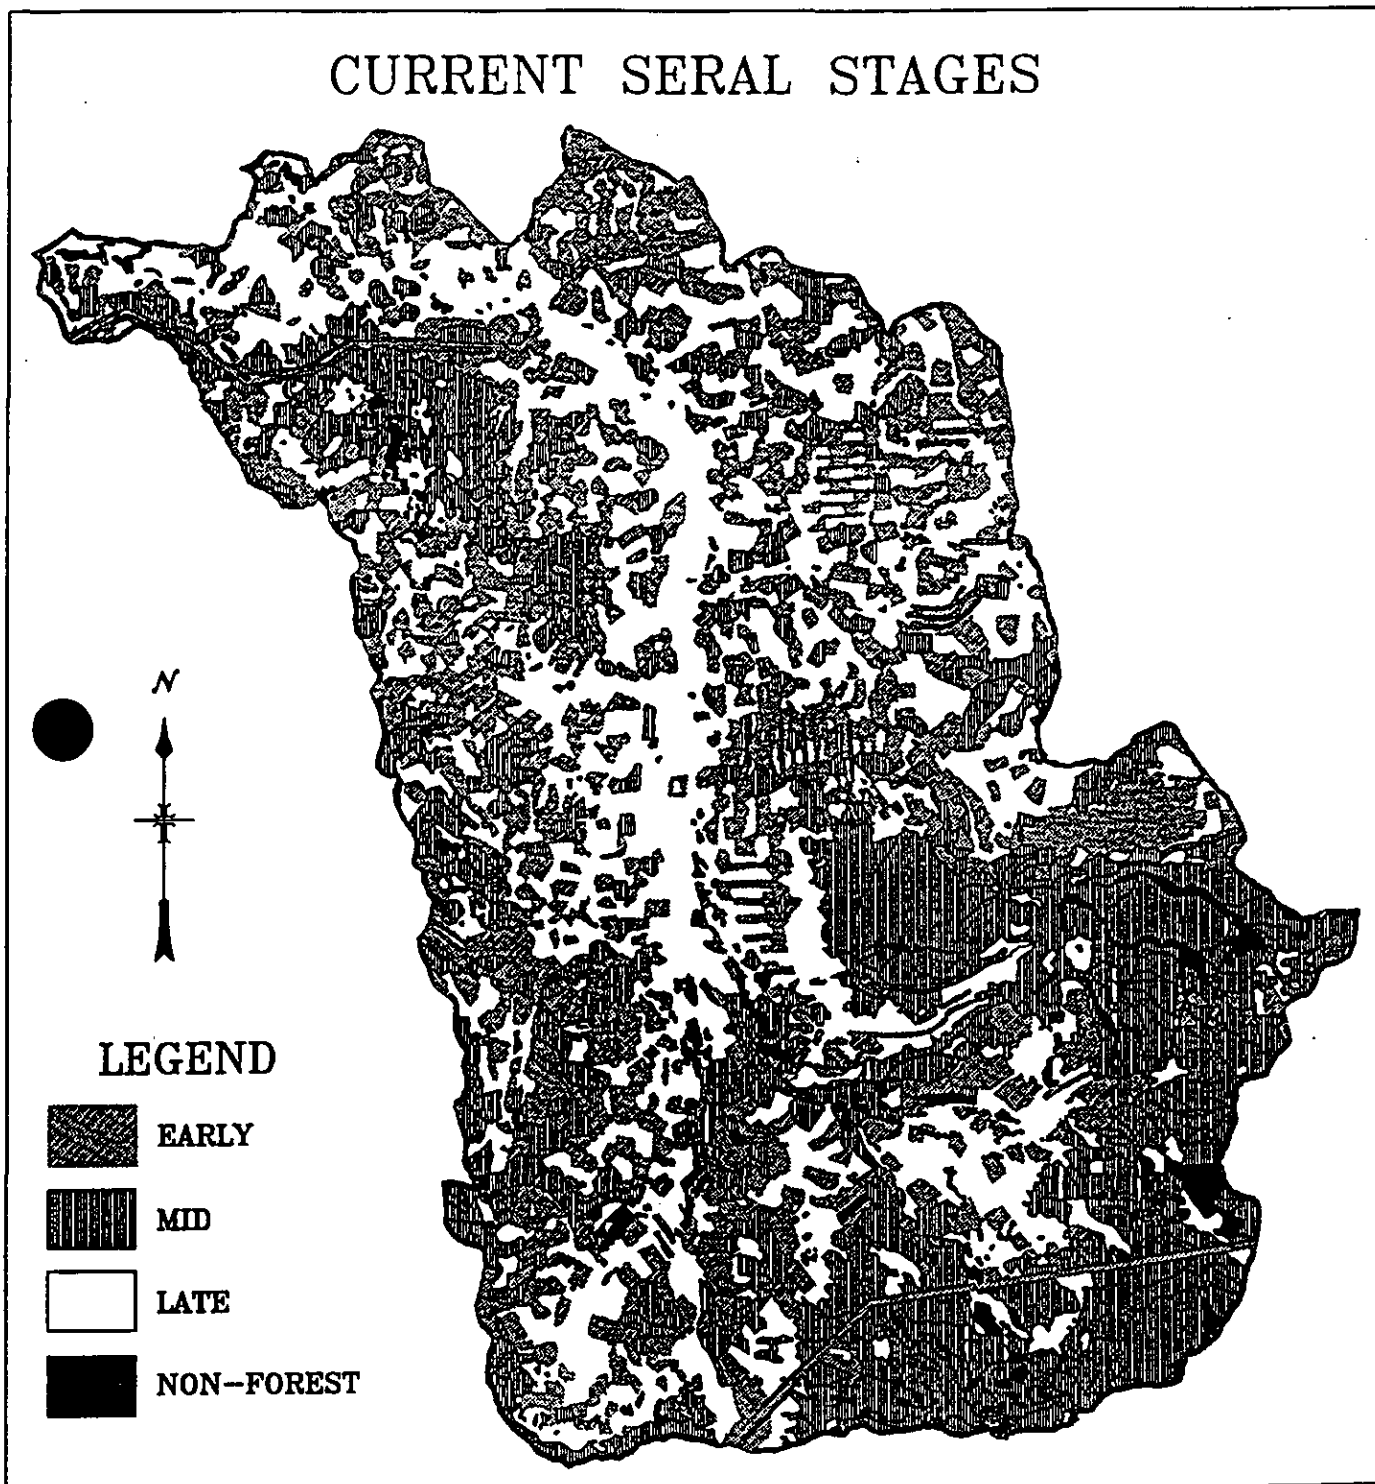 CURRENT SERAL STAGES
N
LEGEND
EARLY
MID
LATE
NON-FOREST